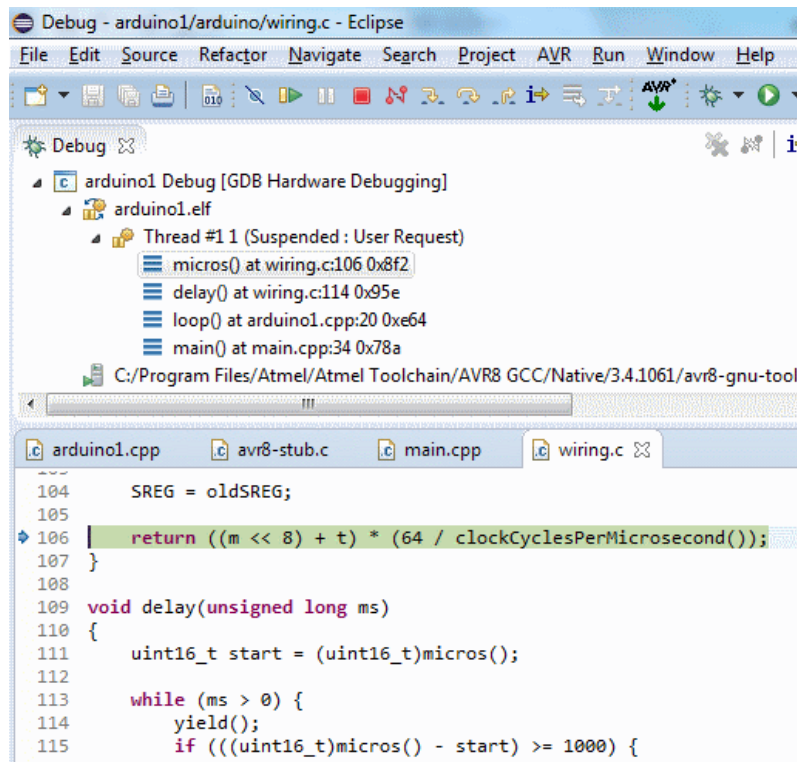 Debug - arduino1/arduino/wiring.c - Eclipse
File Edit Source Refactor Navigate Search Project AVR Run Window Help
010 i AVR*
Debug i
arduino1 Debug [GDB Hardware Debugging]
arduino1.elf
Thread #1 1 (Suspended : User Request)
micros() at wiring.c:106 0x8f2
delay() at wiring.c:114 0x95e
loop() at arduino1.cpp:20 0xe64
main() at main.cpp:34 0x78a
C:/Program Files/Atmel/Atmel Toolchain/AVR8 GCC/Native/3.4.1061/avr8-gnu-tool
arduino1.cpp avr8-stub.c main.cpp wiring.c
104 SREG = oldSREG;
105
106 return ((m << 8) + t) * (64 / clockCyclesPerMicrosecond());
107 }
108
109 void delay(unsigned long ms)
110 {
111 uint16_t start = (uint16_t)micros();
112
113 while (ms > 0) {
114 yield();
115 if (((uint16_t)micros() - start) >= 1000) {